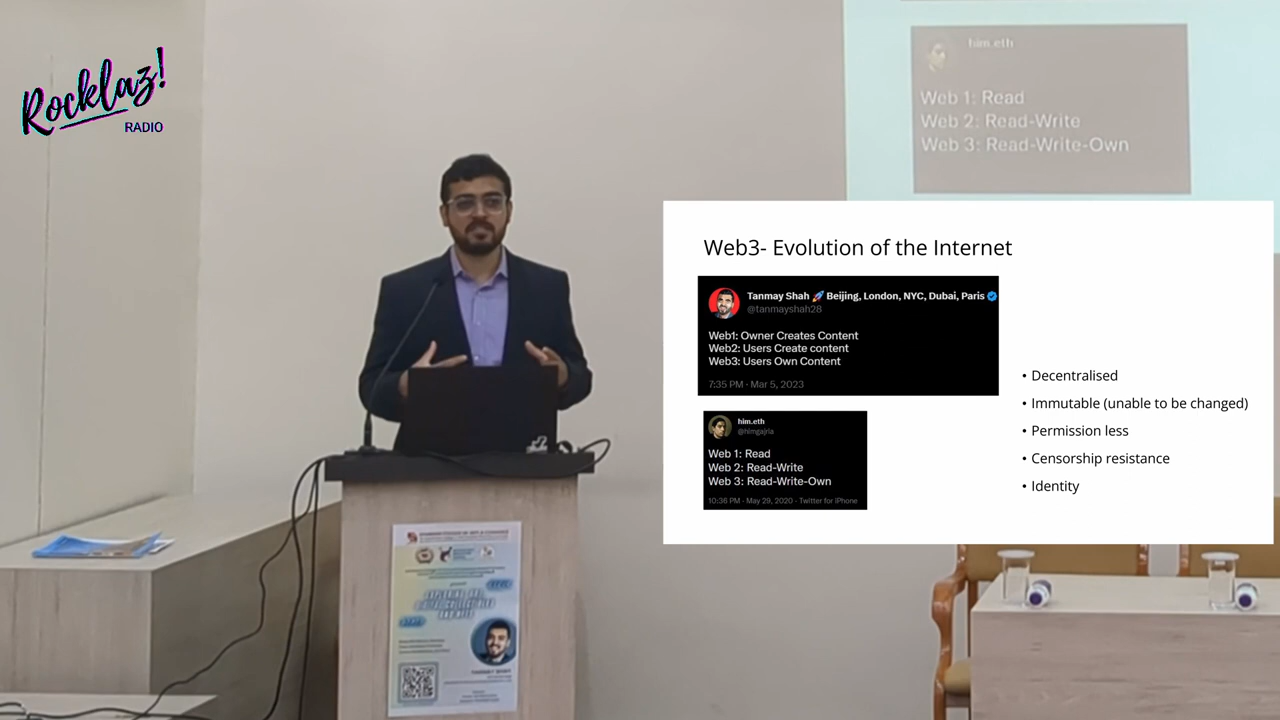 Rocklaz!
RADIO
him.eth
Web 1: Read
Web 2: Read-Write
Web 3: Read-Write-Own
Web3- Evolution of the Internet
Tanmay Shah 🚀 Beijing, London, NYC, Dubai, Paris
@tanmayshah28
Web1: Owner Creates Content
Web2: Users Create content
Web3: Users Own Content
7:35 PM · Mar 5, 2023
him.eth
@himgajria
Web 1: Read
Web 2: Read-Write
Web 3: Read-Write-Own
10:36 PM · May 29, 2020 · Twitter for iPhone
• Decentralised
• Immutable (unable to be changed)
• Permission less
• Censorship resistance
• Identity
TANMAY SHAH